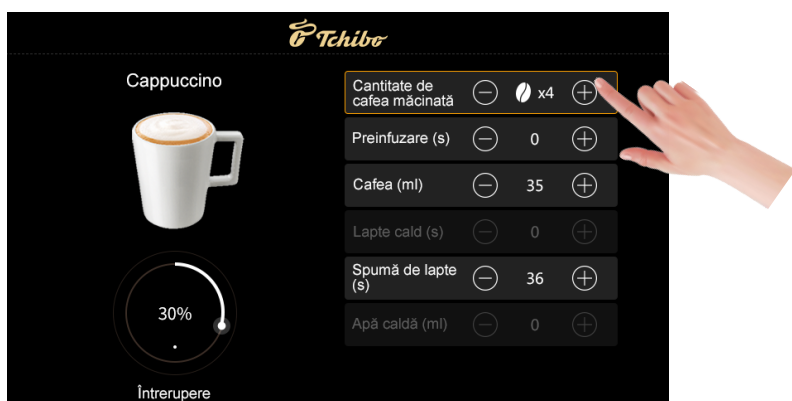 Tchibo
Cappuccino
Cantitate de
cafea măcinată
x4
Preinfuzare (s)
0
Cafea (ml)
35
Lapte cald (s)
0
Spumă de lapte
(s)
36
Apă caldă (ml)
0
30%
Întrerupere